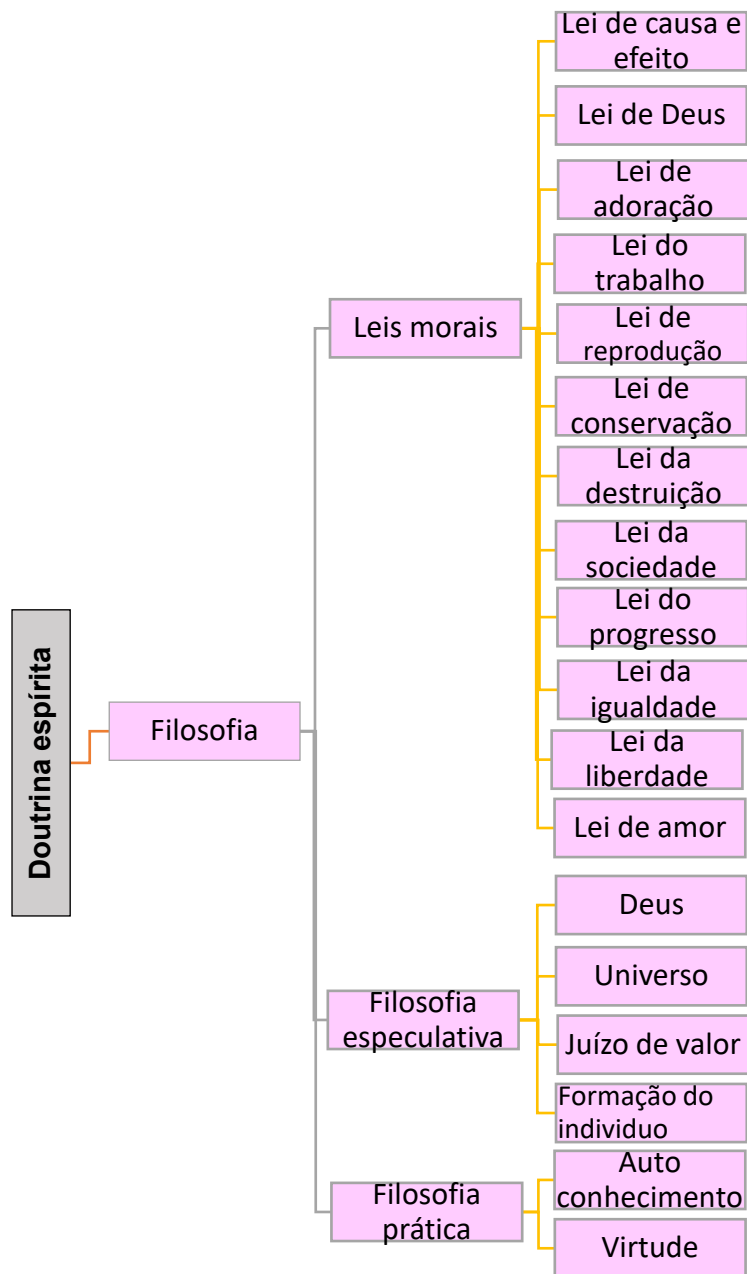 Doutrina espírita
Filosofia
Leis morais
Lei de causa e
efeito
Lei de Deus
Lei de
adoração
Lei do
trabalho
Lei de
reprodução
Lei de
conservação
Lei da
destruição
Lei da
sociedade
Lei do
progresso
Lei da
igualdade
Lei da
liberdade
Lei de amor
Filosofia
especulativa
Deus
Universo
Juízo de valor
Formação do
individuo
Filosofia
prática
Auto
conhecimento
Virtude